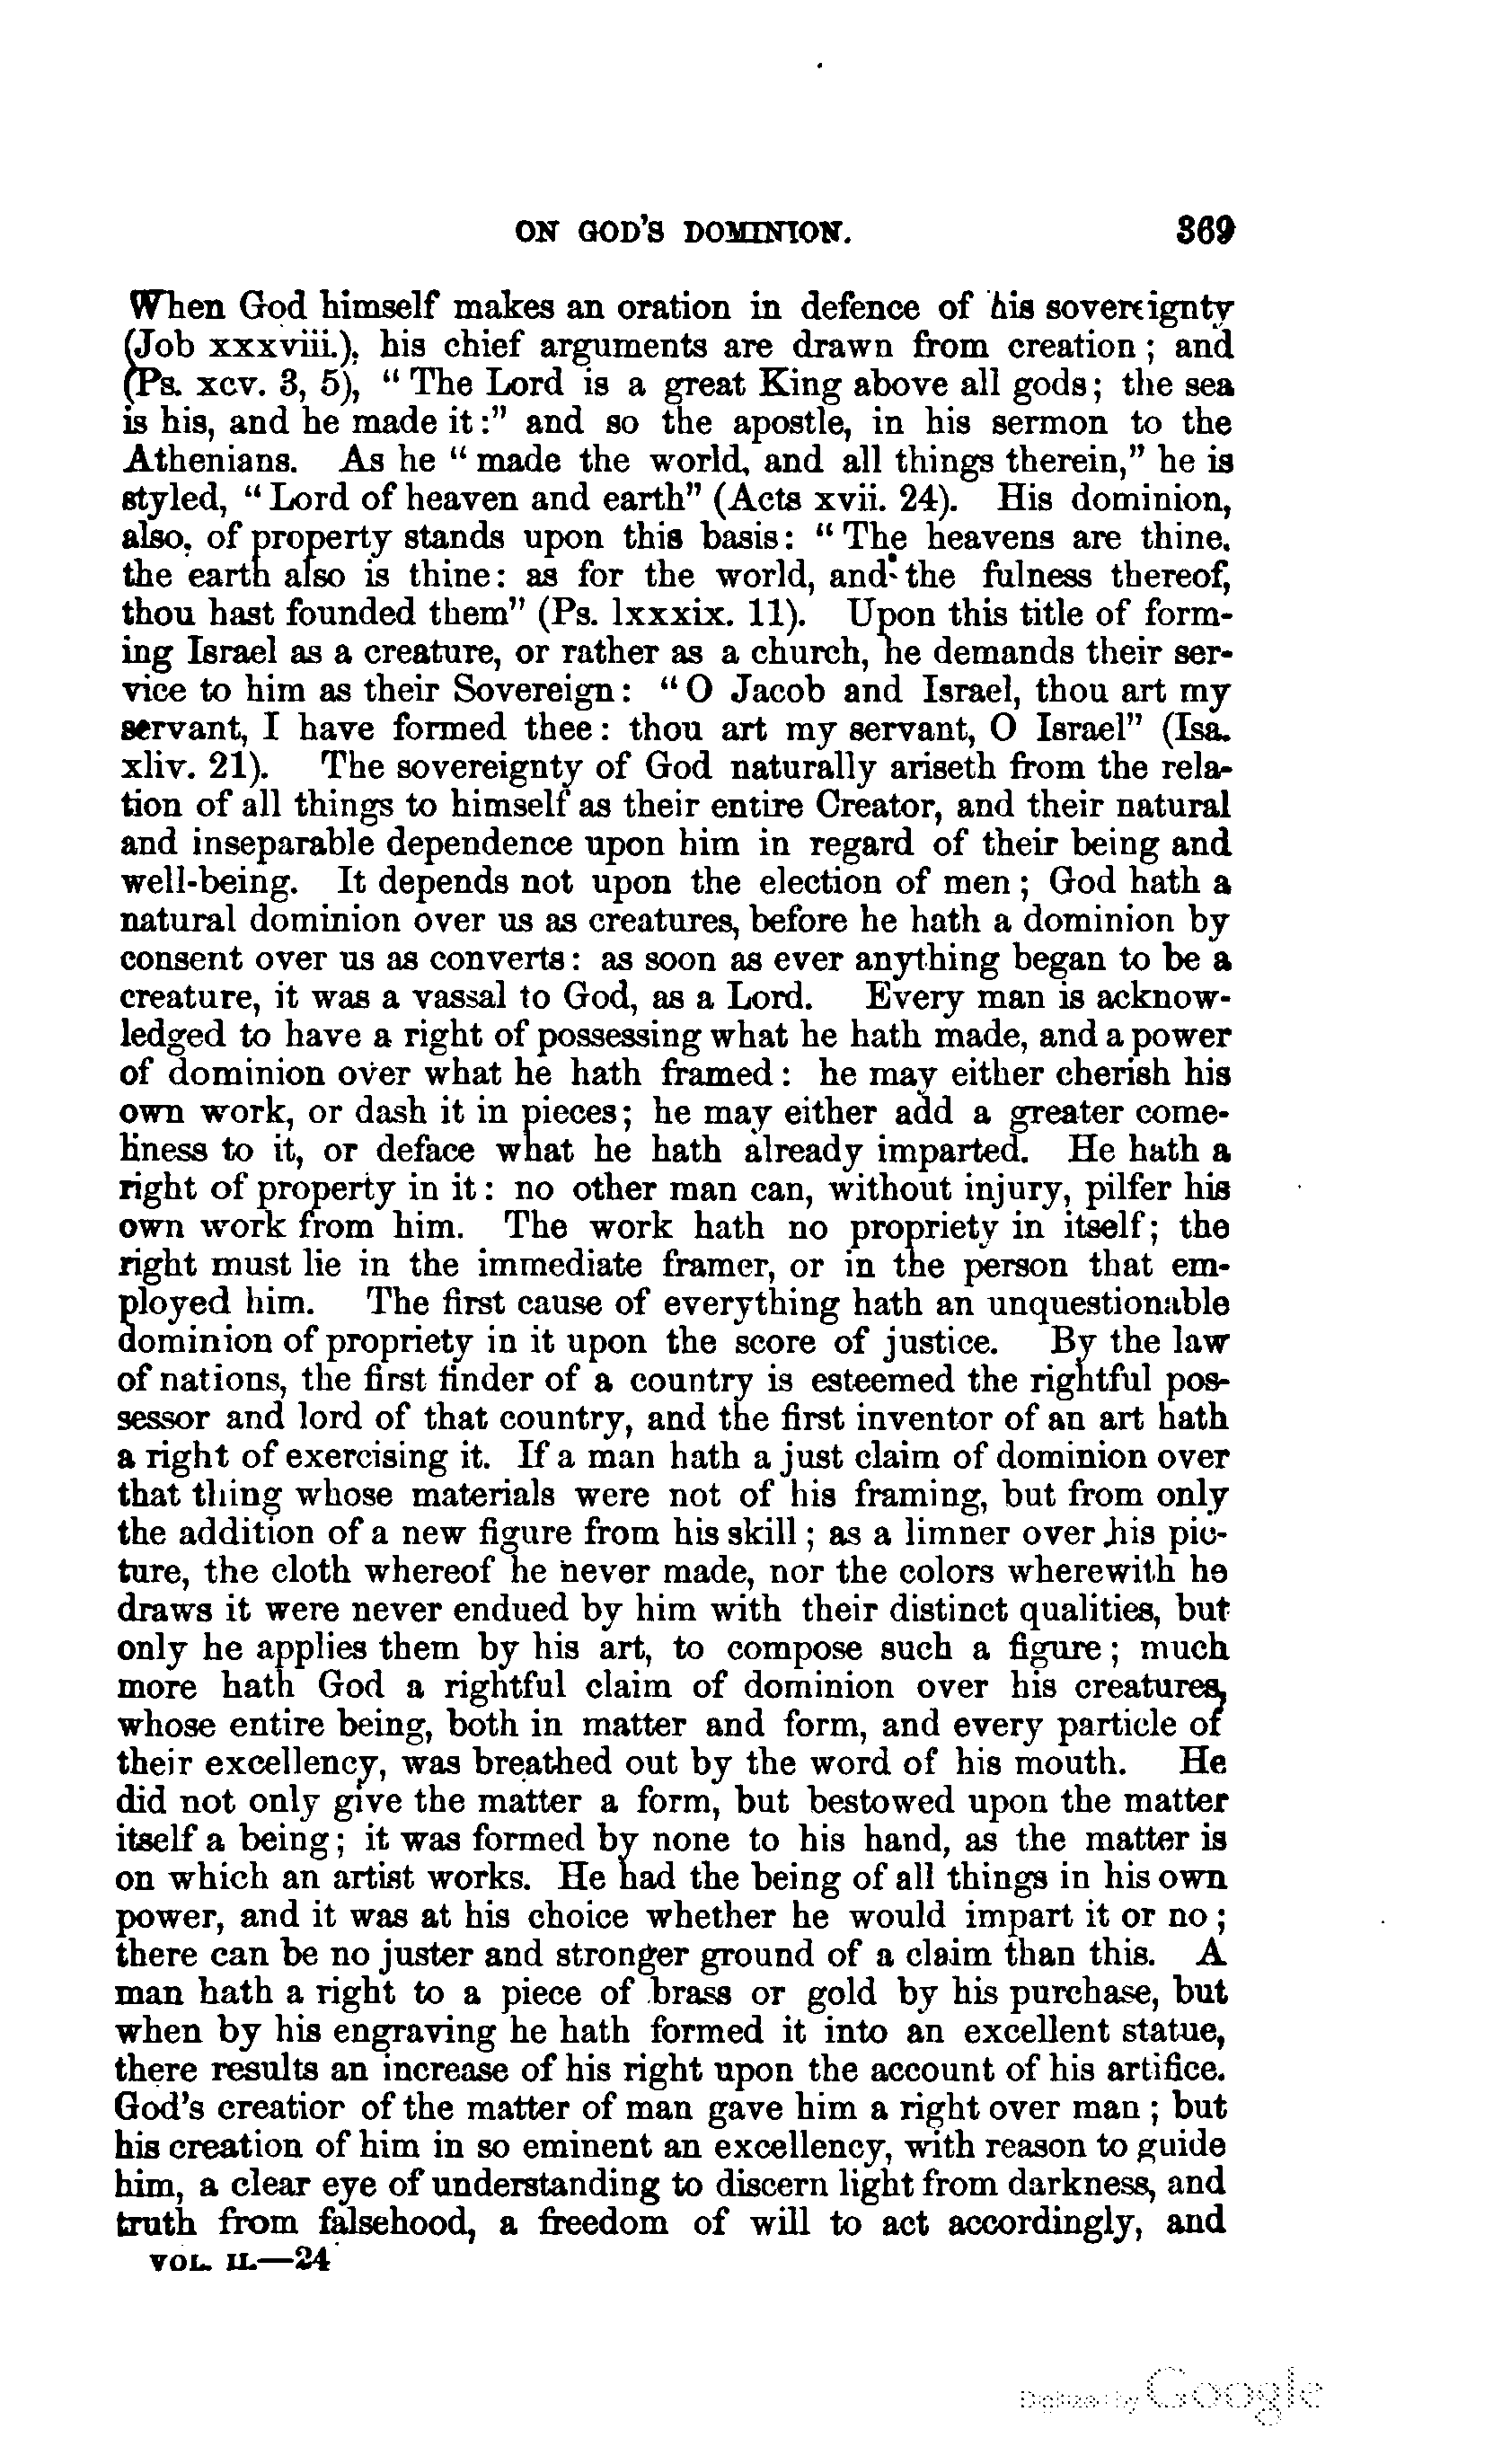 ON GOD'S DOMINION. 369
When God himself makes an oration in defence of his sovereignty
(Job xxxviii.), his chief arguments are drawn from creation; and
(Ps. xcv. 3, 5), "The Lord is a great King above all gods; the sea
is his, and he made it:" and so the apostle, in his sermon to the
Athenians. As he "made the world, and all things therein," he is
styled, "Lord of heaven and earth" (Acts xvii. 24). His dominion,
also, of property stands upon this basis: "The heavens are thine,
the earth also is thine: as for the world, and the fulness thereof,
thou hast founded them" (Ps. lxxxix. 11). Upon this title of form-
ing Israel as a creature, or rather as a church, he demands their ser-
vice to him as their Sovereign: "O Jacob and Israel, thou art my
servant, I have formed thee: thou art my servant, O Israel" (Isa.
xliv. 21). The sovereignty of God naturally ariseth from the rela-
tion of all things to himself as their entire Creator, and their natural
and inseparable dependence upon him in regard of their being and
well-being. It depends not upon the election of men; God hath a
natural dominion over us as creatures, before he hath a dominion by
consent over us as converts: as soon as ever anything began to be a
creature, it was a vassal to God, as a Lord. Every man is acknow-
ledged to have a right of possessing what he hath made, and a power
of dominion over what he hath framed: he may either cherish his
own work, or dash it in pieces; he may either add a greater come-
liness to it, or deface what he hath already imparted. He hath a
right of property in it: no other man can, without injury, pilfer his
own work from him. The work hath no propriety in itself; the
right must lie in the immediate framer, or in the person that em-
ployed him. The first cause of everything hath an unquestionable
dominion of propriety in it upon the score of justice. By the law
of nations, the first finder of a country is esteemed the rightful pos-
sessor and lord of that country, and the first inventor of an art hath
a right of exercising it. If a man hath a just claim of dominion over
that thing whose materials were not of his framing, but from only
the addition of a new figure from his skill; as a limner over his pic-
ture, the cloth whereof he never made, nor the colors wherewith he
draws it were never endued by him with their distinct qualities, but
only he applies them by his art, to compose such a figure; much
more hath God a rightful claim of dominion over his creatures,
whose entire being, both in matter and form, and every particle of
their excellency, was breathed out by the word of his mouth. He
did not only give the matter a form, but bestowed upon the matter
itself a being; it was formed by none to his hand, as the matter is
on which an artist works. He had the being of all things in his own
power, and it was at his choice whether he would impart it or no;
there can be no juster and stronger ground of a claim than this. A
man hath a right to a piece of brass or gold by his purchase, but
when by his engraving he hath formed it into an excellent statue,
there results an increase of his right upon the account of his artifice.
God's creation of the matter of man gave him a right over man; but
his creation of him in so eminent an excellency, with reason to guide
him, a clear eye of understanding to discern light from darkness, and
truth from falsehood, a freedom of will to act accordingly, and
VOL. II.—24
Digitized by Google